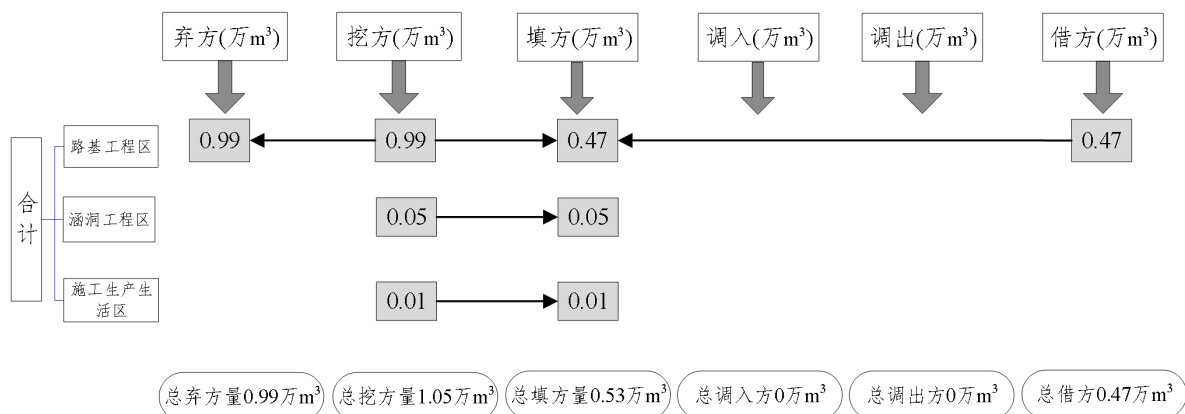 弃方(万m³) 挖方(万m³) 填方(万m³) 调入(万m³) 调出(万m³) 借方(万m³)
合计
路基工程区 0.99 0.99 0.47 0.47
涵洞工程区 0.05 0.05
施工生产生
活区 0.01 0.01
总弃方量0.99万m³ 总挖方量1.05万m³ 总填方量0.53万m³ 总调入方0万m³ 总调出方0万m³ 总借方0.47万m³